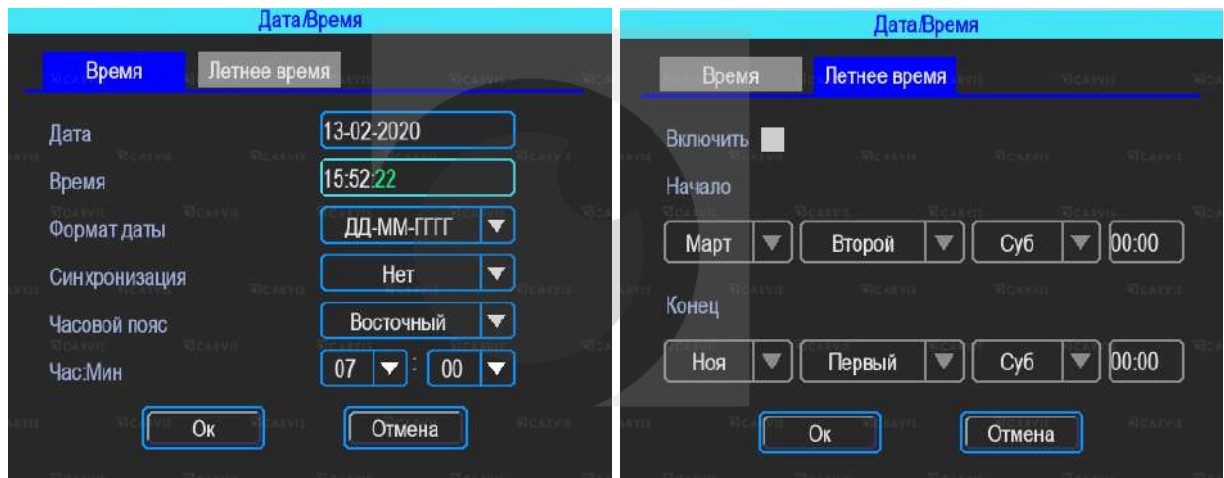 Дата/Время
Время Летнее время
Дата 13-02-2020
Время 15:52:22
Формат даты ДД-ММ-ГГГГ
Синхронизация Нет
Часовой пояс Восточный
Час:Мин 07 : 00
Ок Отмена
Дата/Время
Время Летнее время
Включить
Начало
Март Второй Суб 00:00
Конец
Ноя Первый Суб 00:00
Ок Отмена